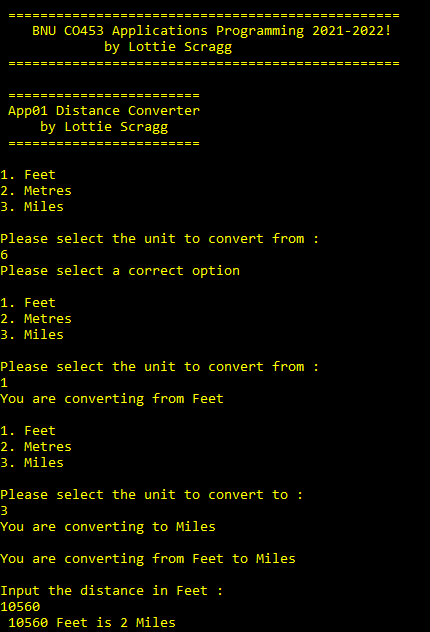 =================================================
BNU CO453 Applications Programming 2021-2022!
by Lottie Scragg
=================================================
========================
App01 Distance Converter
by Lottie Scragg
========================
1. Feet
2. Metres
3. Miles
Please select the unit to convert from :
6
Please select a correct option
1. Feet
2. Metres
3. Miles
Please select the unit to convert from :
1
You are converting from Feet
1. Feet
2. Metres
3. Miles
Please select the unit to convert to :
3
You are converting to Miles
You are converting from Feet to Miles
Input the distance in Feet :
10560
10560 Feet is 2 Miles